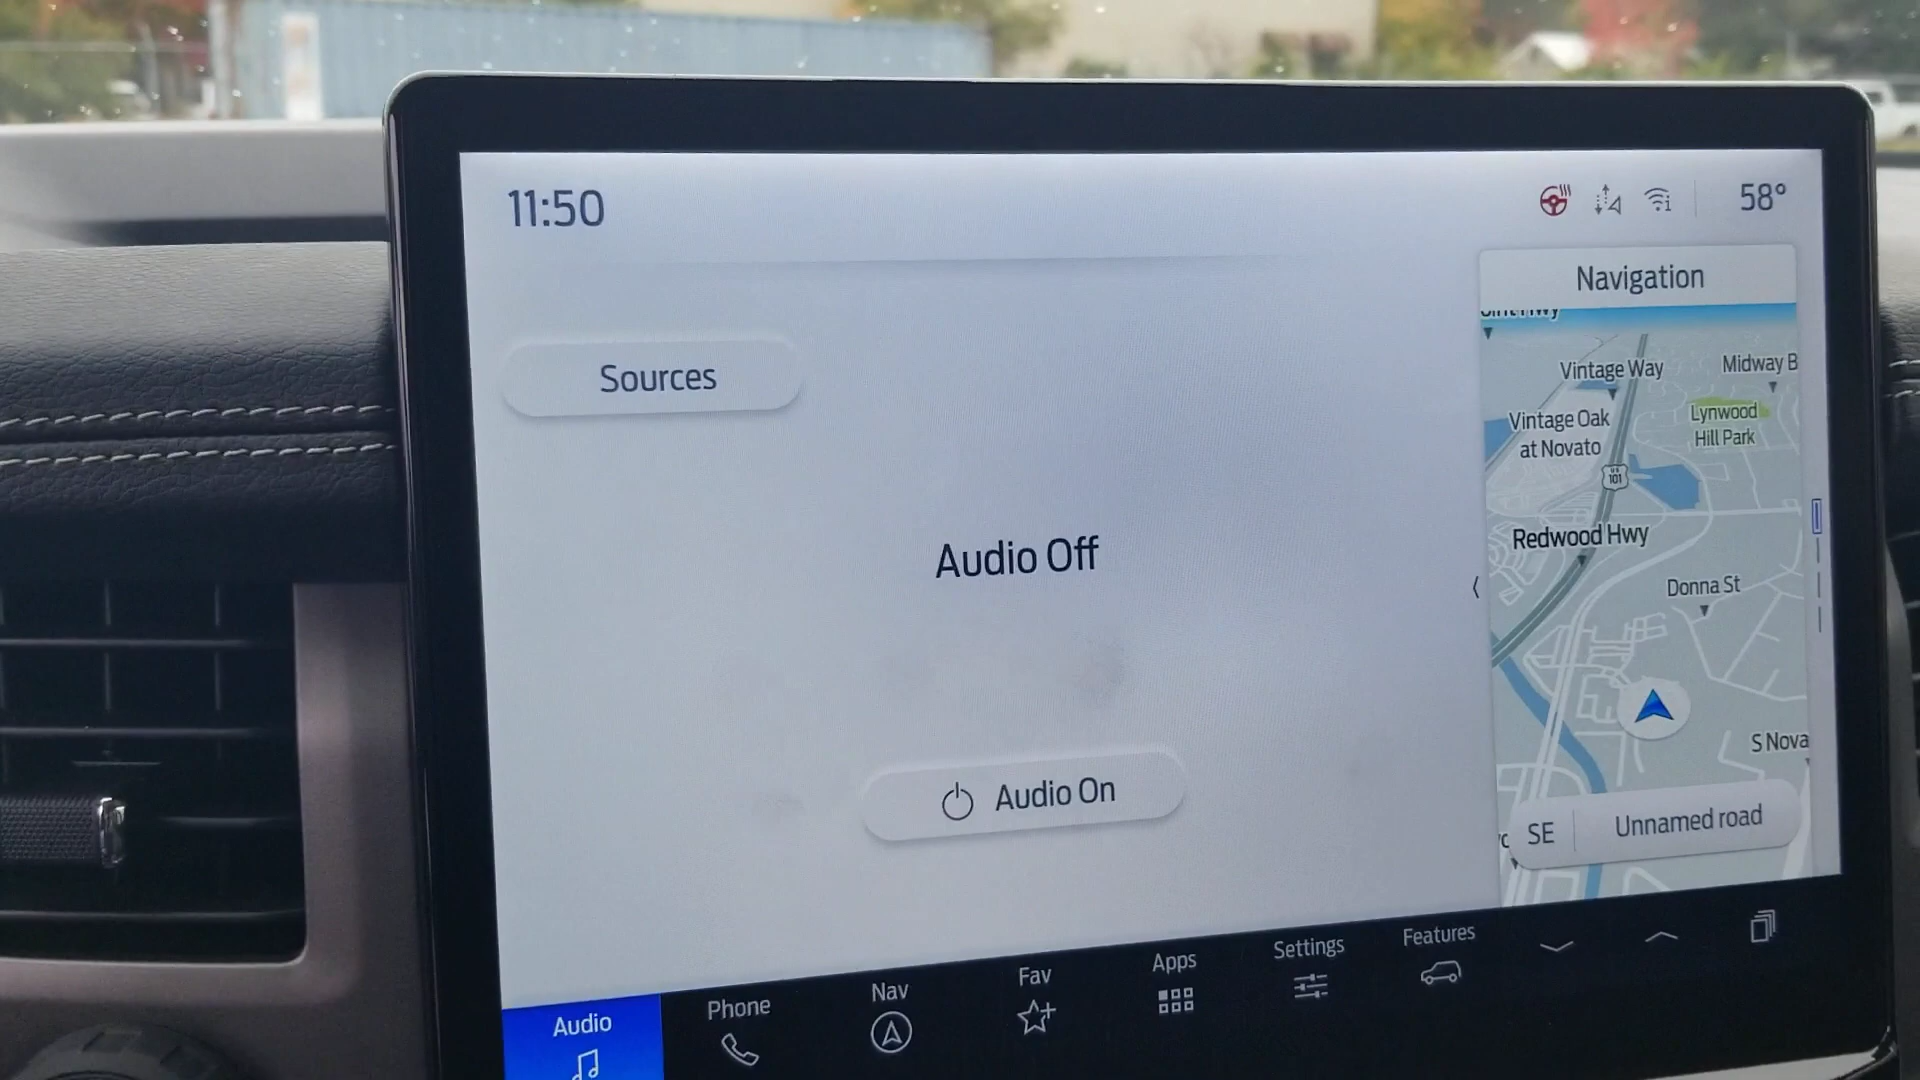 11:50
58°
Navigation
Sources
Vintage Way
Midway B
Vintage Oak
at Novato
Lynwood
Hill Park
US
101
Redwood Hwy
Donna St
Audio Off
S Nova
Audio On
SE
Unnamed road
Audio
Phone
Nav
Fav
Apps
Settings
Features